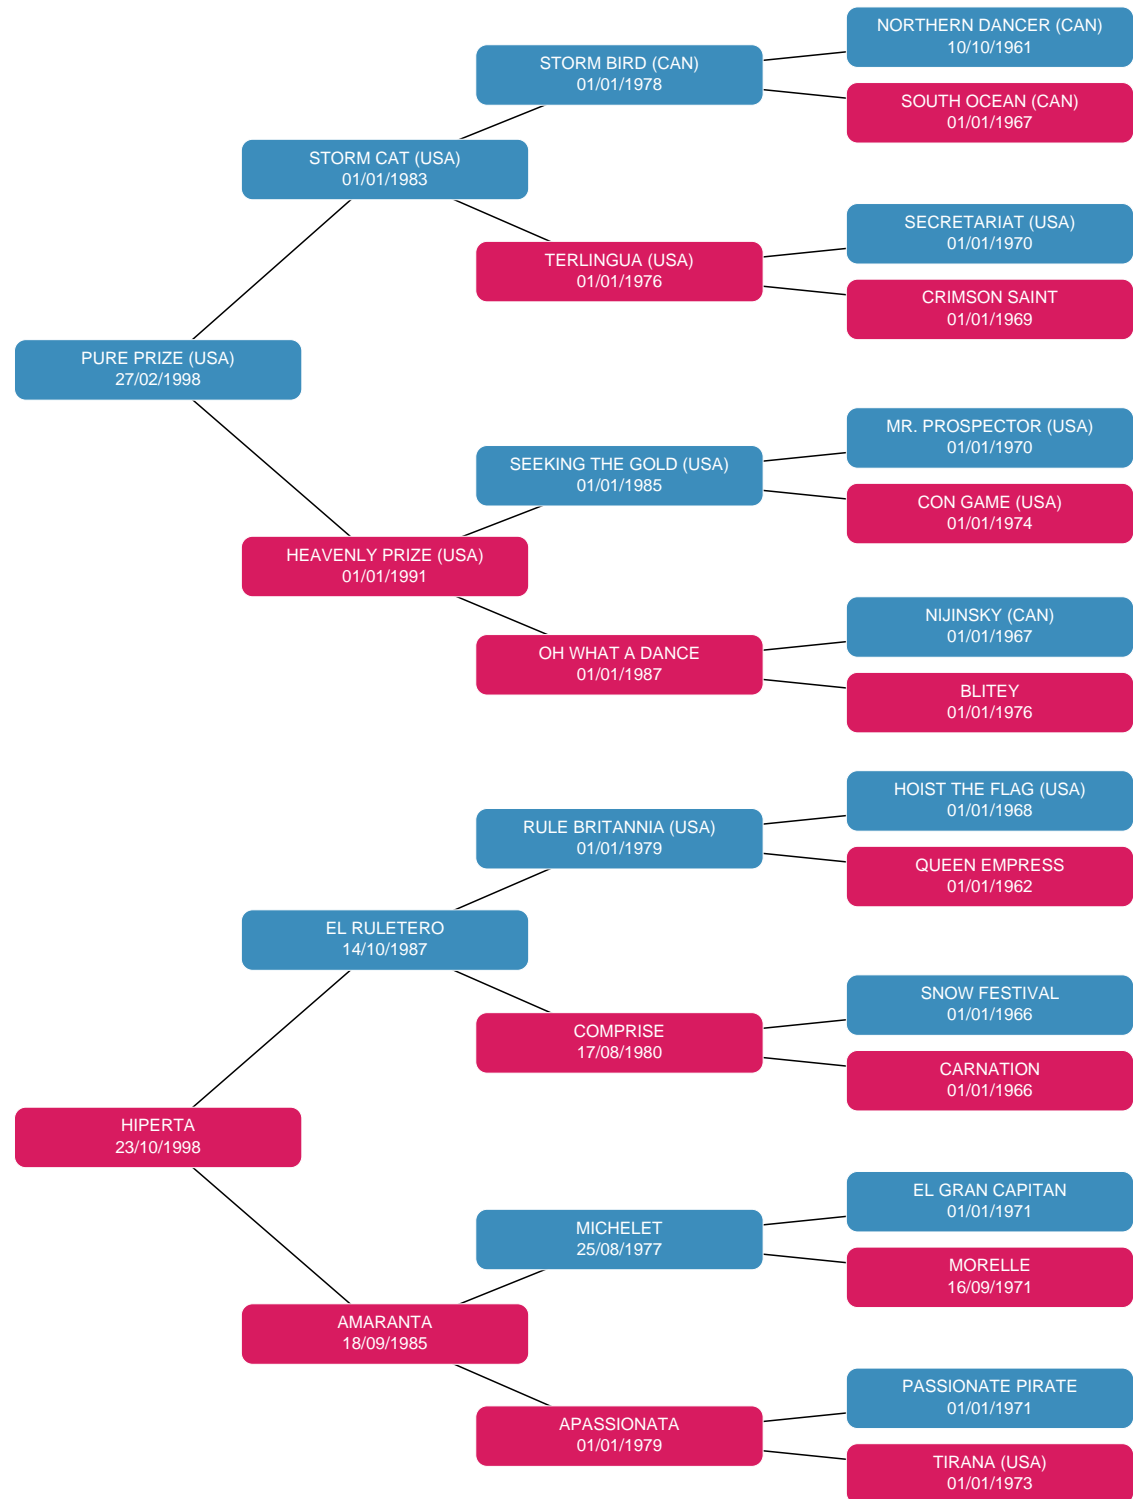 NORTHERN DANCER (CAN)
10/10/1961
STORM BIRD (CAN)
01/01/1978
SOUTH OCEAN (CAN)
01/01/1967
STORM CAT (USA)
01/01/1983
SECRETARIAT (USA)
01/01/1970
TERLINGUA (USA)
01/01/1976
CRIMSON SAINT
01/01/1969
PURE PRIZE (USA)
27/02/1998
MR. PROSPECTOR (USA)
01/01/1970
SEEKING THE GOLD (USA)
01/01/1985
CON GAME (USA)
01/01/1974
HEAVENLY PRIZE (USA)
01/01/1991
NIJINSKY (CAN)
01/01/1967
OH WHAT A DANCE
01/01/1987
BLITEY
01/01/1976
HOIST THE FLAG (USA)
01/01/1968
RULE BRITANNIA (USA)
01/01/1979
QUEEN EMPRESS
01/01/1962
EL RULETERO
14/10/1987
SNOW FESTIVAL
01/01/1966
COMPRISE
17/08/1980
CARNATION
01/01/1966
HIPERTA
23/10/1998
EL GRAN CAPITAN
01/01/1971
MICHELET
25/08/1977
MORELLE
16/09/1971
AMARANTA
18/09/1985
PASSIONATE PIRATE
01/01/1971
APASSIONATA
01/01/1979
TIRANA (USA)
01/01/1973